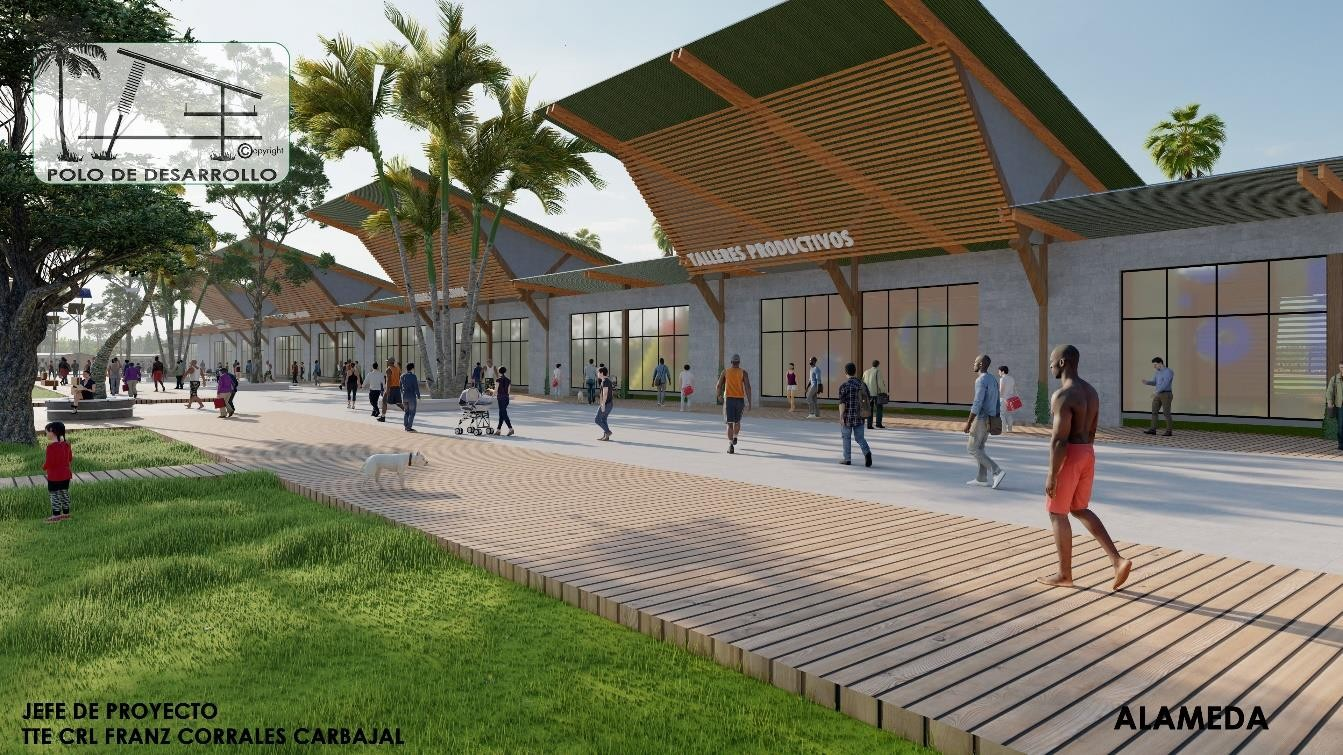 © opyright
POLO DE DESARROLLO
TALLERES PRODUCTIVOS
JEFE DE PROYECTO
TTE CRL FRANZ CORRALES CARBAJAL
ALAMEDA